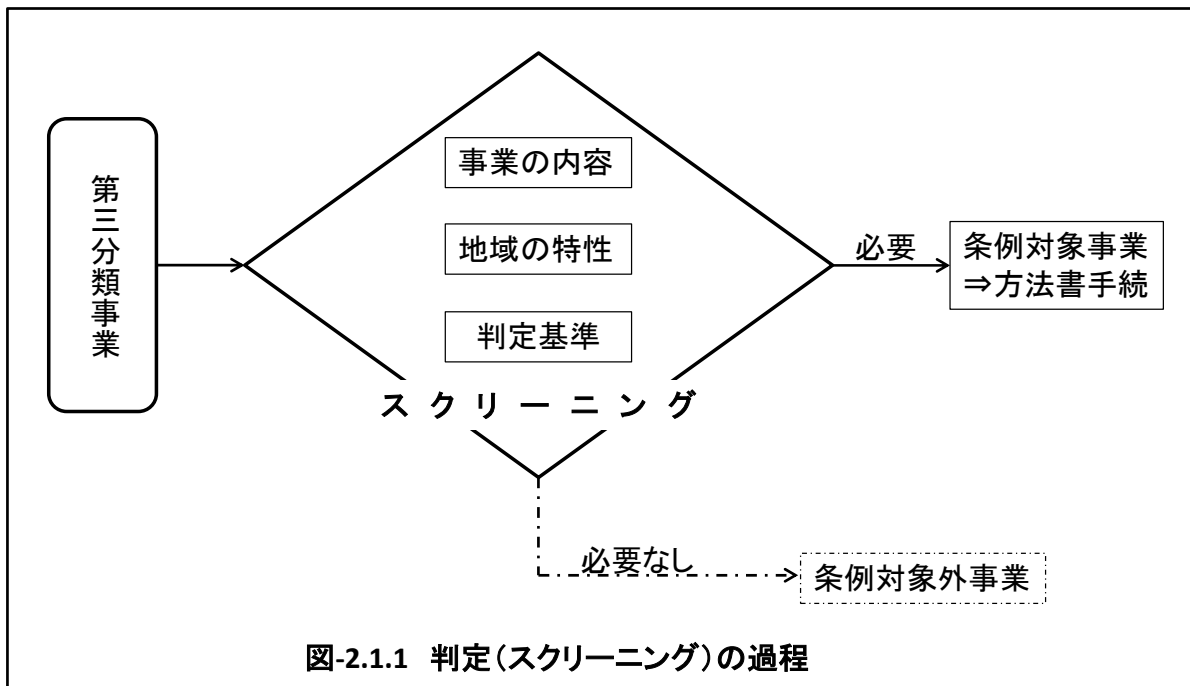 第三分類事業
事業の内容
地域の特性
判定基準
スクリーニング
必要
条例対象事業
⇒方法書手続
必要なし
条例対象外事業
図-2.1.1 判定(スクリーニング)の過程